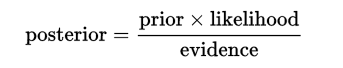 posterior = prior × likelihood / evidence